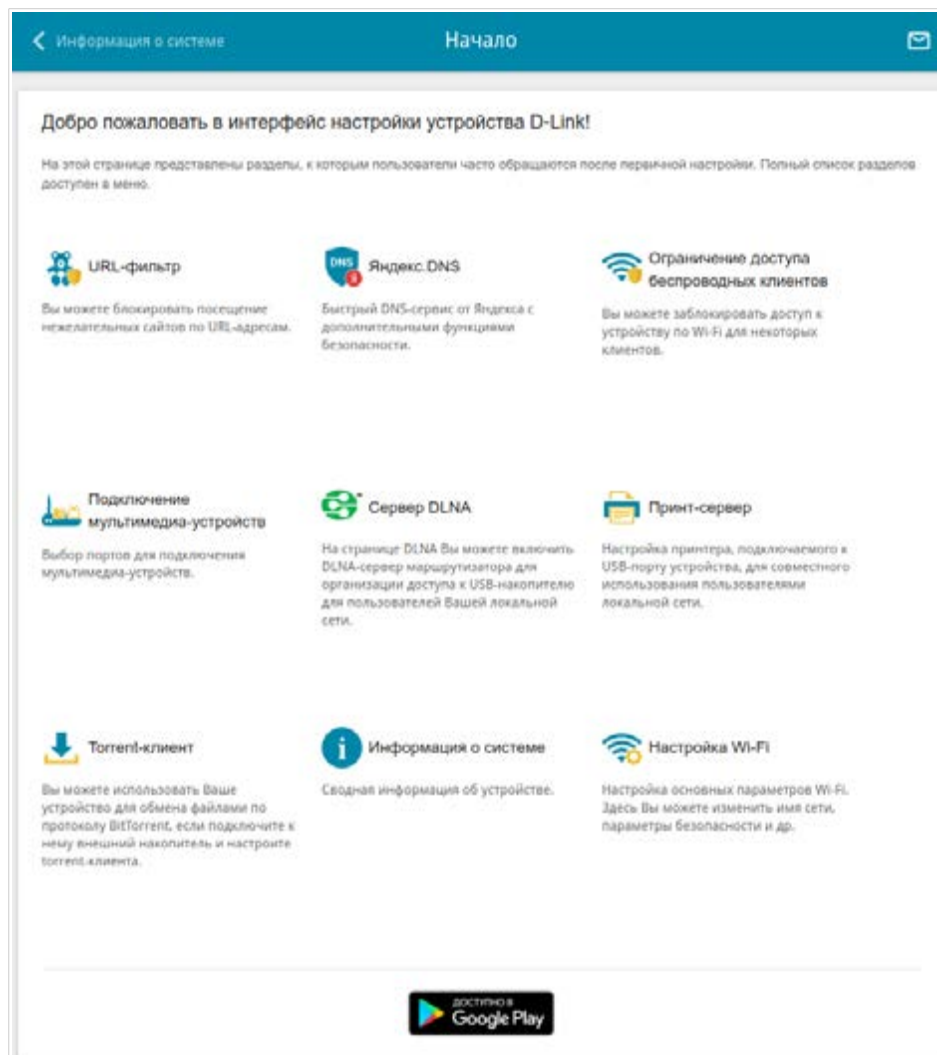 Информация о системе
Начало
Добро пожаловать в интерфейс настройки устройства D-Link!
На этой странице представлены разделы, к которым пользователи часто обращаются после первичной настройки. Полный список разделов
доступен в меню.
URL-фильтр
Вы можете блокировать посещение
нежелательных сайтов по URL-адресам.
DNS
Я
Яндекс.DNS
Быстрый DNS-сервис от Яндекса с
дополнительными функциями
безопасности.
Ограничение доступа
беспроводных клиентов
Вы можете заблокировать доступ к
устройству по Wi-Fi для некоторых
клиентов.
Подключение
мультимедиа-устройств
Выбор портов для подключения
мультимедиа-устройств.
Сервер DLNA
На странице DLNA Вы можете включить
DLNA-сервер маршрутизатора для
организации доступа к USB-накопителю
для пользователей Вашей локальной
сети.
Принт-сервер
Настройка принтера, подключаемого к
USB-порту устройства, для совместного
использования пользователями
локальной сети.
Torrent-клиент
Вы можете использовать Ваше
устройство для обмена файлами по
протоколу BitTorrent, если подключите к
нему внешний накопитель и настроите
torrent-клиента.
i
Информация о системе
Сводная информация об устройстве.
Настройка Wi-Fi
Настройка основных параметров Wi-Fi.
Здесь Вы можете изменить имя сети,
параметры безопасности и др.
ДОСТУПНО В
Google Play